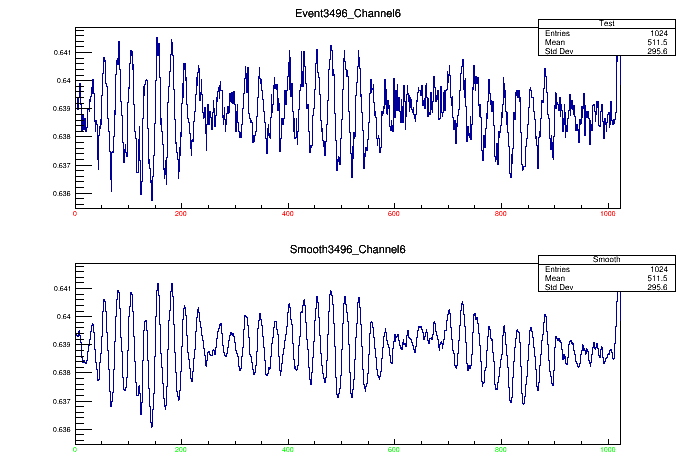 Event3496_Channel6
Test
Entries 1024
Mean 511.5
Std Dev 295.6
0.641
0.64
0.639
0.638
0.637
0.636
0 200 400 600 800 1000
Smooth3496_Channel6
Smooth
Entries 1024
Mean 511.5
Std Dev 295.6
0.641
0.64
0.639
0.638
0.637
0.636
0 200 400 600 800 1000